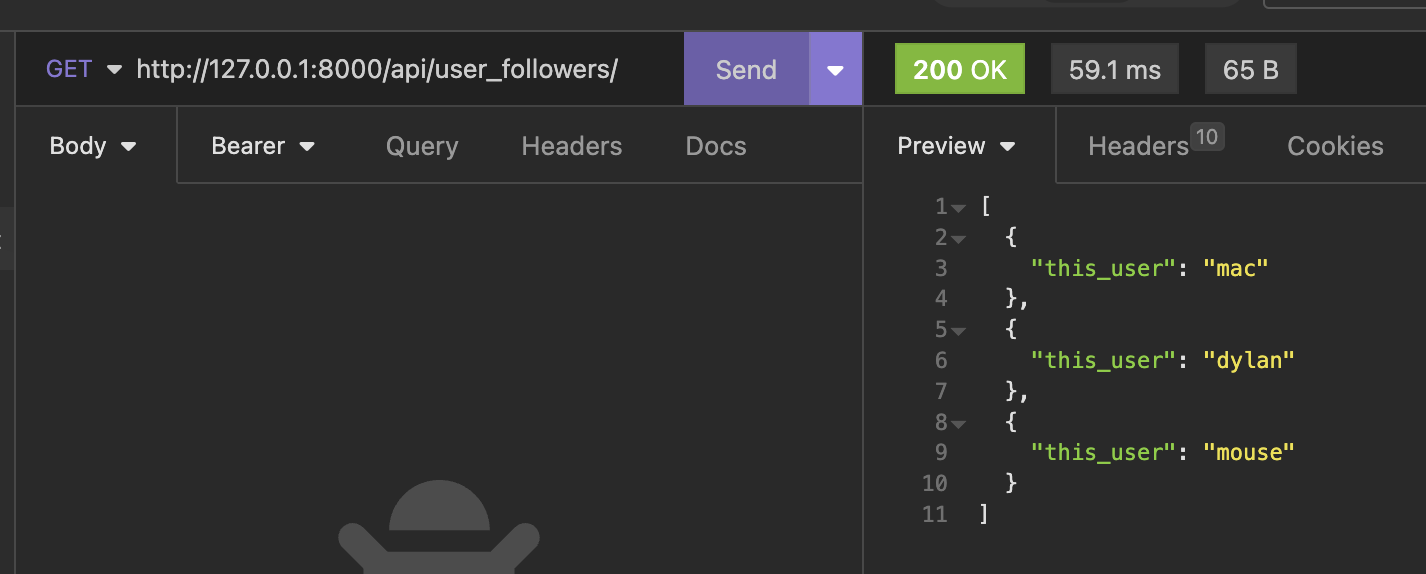 GET http://127.0.0.1:8000/api/user_followers/ Send 200 OK 59.1 ms 65 B
Body Bearer Query Headers Docs Preview Headers 10 Cookies
1 [
2 {
3 "this_user": "mac"
4 },
5 {
6 "this_user": "dylan"
7 },
8 {
9 "this_user": "mouse"
10 }
11 ]